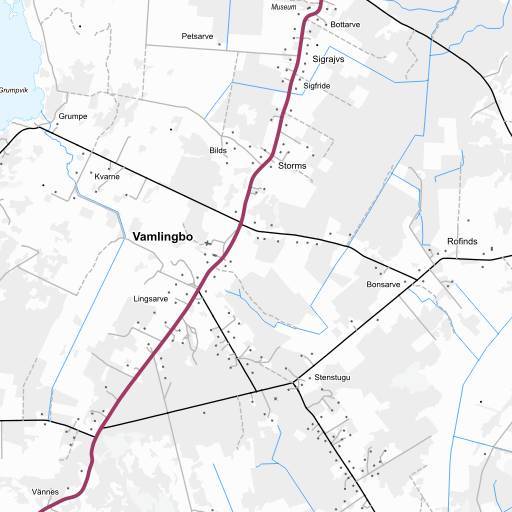 Museum
Bottarve
Petsarve
Sigrajvs
Sigfride
Grumpvik
Grumpe
Bilds
Storms
Kvarne
Vamlingbo
Rofinds
Bonsarve
Lingsarve
Stenstugu
Vännes